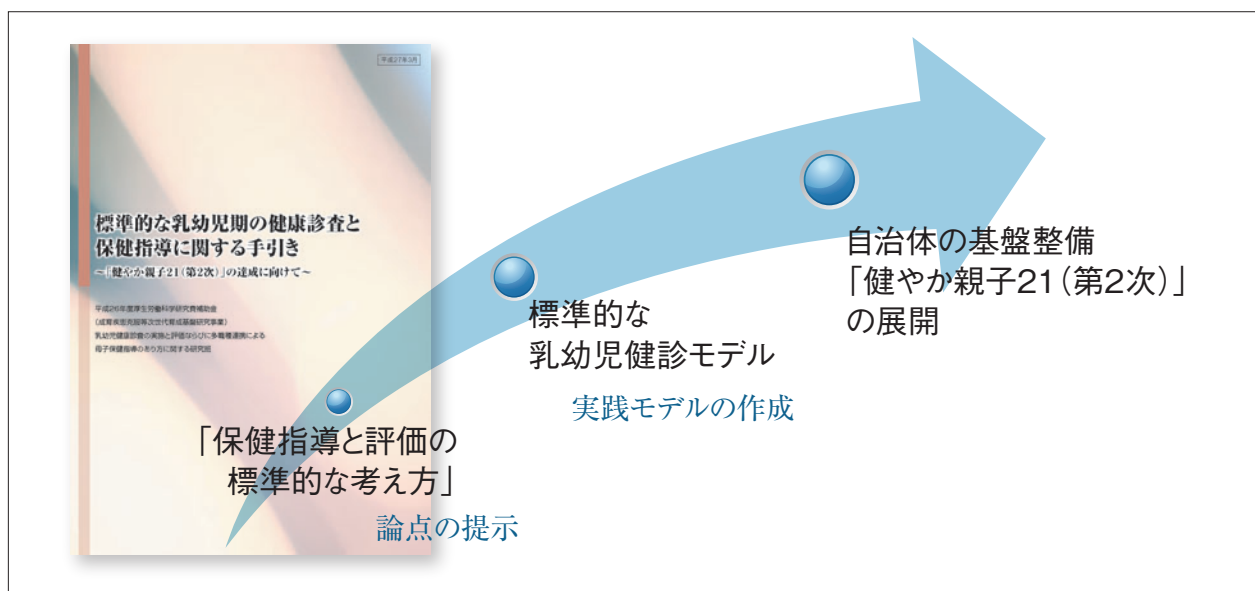 平成27年3月
標準的な乳幼児期の健康診査と
保健指導に関する手引き
～「健やか親子21（第2次）」の達成に向けて～
平成26年度厚生労働科学研究費補助金
（成育疾患克服等次世代育成基盤研究事業）
乳幼児健康診査の実施と評価ならびに多職種連携による
母子保健指導のあり方に関する研究班
「保健指導と評価の
標準的な考え方」
論点の提示
標準的な
乳幼児健診モデル
実践モデルの作成
自治体の基盤整備
「健やか親子21（第2次）」
の展開